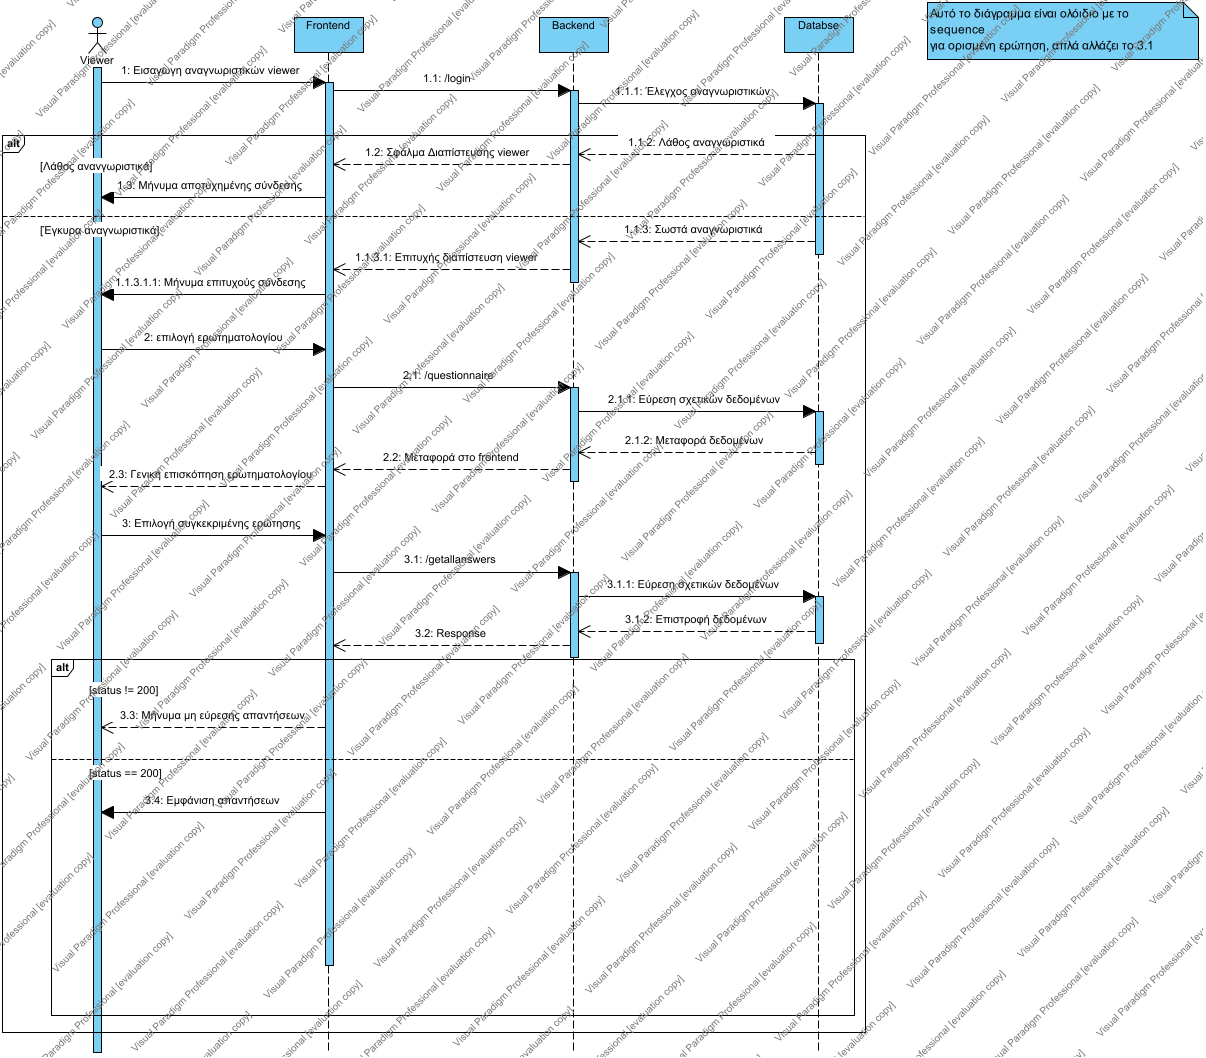 Frontend
Backend
Databse
Αυτό το διάγραμμα είναι ολόιδιο με το
sequence
για ορισμένη ερώτηση, απλά αλλάζει το 3.1
Viewer
1: Εισαγωγη αναγνωριστικών viewer
1.1: /login
1.1.1: Έλεγχος αναγνωριστικών
alt
1.1.2: Λάθος αναγνωριστικά
1.2: Σφάλμα Διαπίστευσης viewer
[Λάθος αναγνωριστικά]
1.3: Μήνυμα αποτυχημένης σύνδεσης
[Έγκυρα αναγνωριστικά]
1.1.3: Σωστά αναγνωριστικά
1.1.3.1: Επιτυχής διαπίστευση viewer
1.1.3.1.1: Μήνυμα επιτυχούς σύνδεσης
2: επιλογή ερωτηματολογίου
2.1: /questionnaire
2.1.1: Εύρεση σχετικών δεδομένων
2.1.2: Μεταφορά δεδομένων
2.2: Μεταφορά στο frontend
2.3: Γενική επισκόπηση ερωτηματολογίου
3: Επιλογή συγκεκριμένης ερώτησης
3.1: /getallanswers
3.1.1: Εύρεση σχετικών δεδομένων
3.1.2: Επιστροφή δεδομένων
3.2: Response
alt
[status != 200]
3.3: Μήνυμα μη εύρεσης απαντήσεων
[status == 200]
3.4: Εμφάνιση απαντήσεων
Visual Paradigm Professional [evaluation copy]